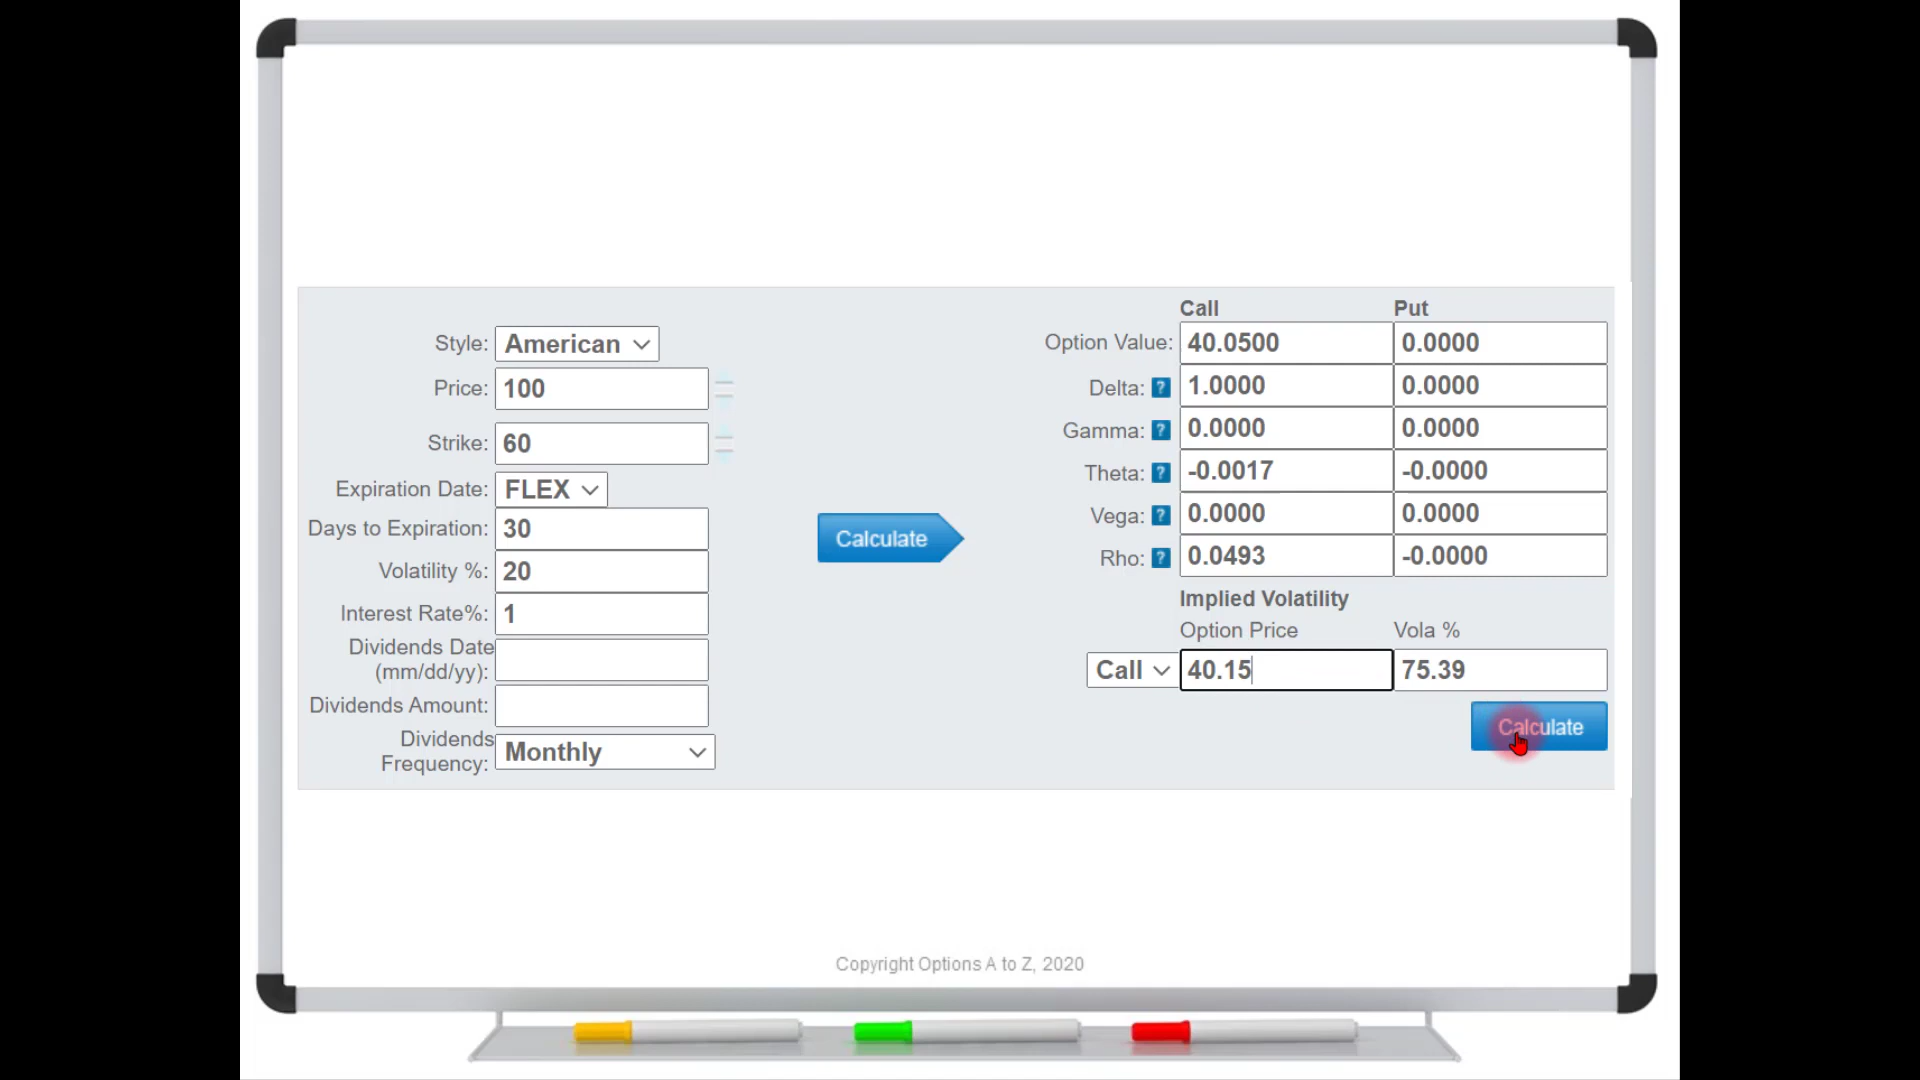 Call Put
Style: American
Option Value: 40.0500 0.0000
Price: 100
Delta: ? 1.0000 0.0000
Gamma: ? 0.0000 0.0000
Strike: 60
Theta: ? -0.0017 -0.0000
Expiration Date: FLEX
Vega: ? 0.0000 0.0000
Days to Expiration: 30
Calculate
Rho: ? 0.0493 -0.0000
Volatility %: 20
Implied Volatility
Interest Rate%: 1
Option Price Vola %
Dividends Date
(mm/dd/yy):
Call 40.15 75.39
Dividends Amount:
Calculate
Dividends
Frequency: Monthly
Copyright Options A to Z, 2020